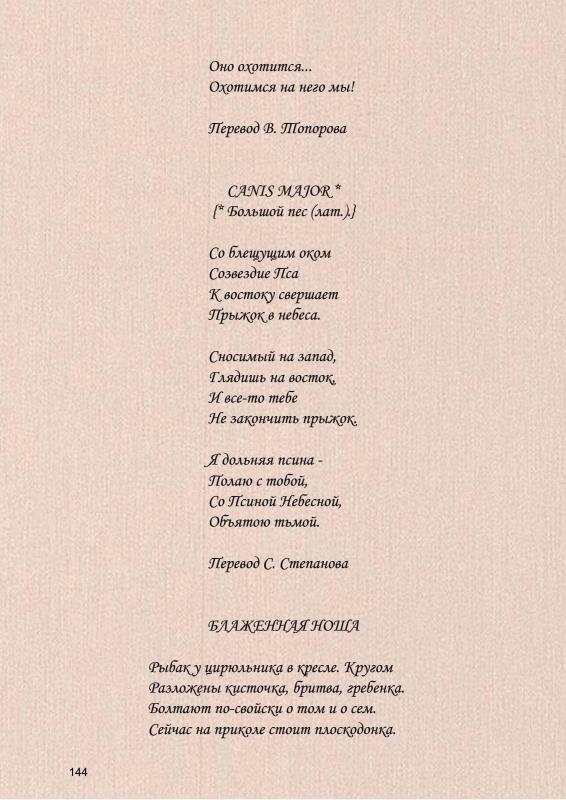 Оно охотится...
Охотимся на него мы!
Перевод В. Топорова
CANIS MAJOR *
[* Большой пес (лат.).]
Со блещущим оком
Созвездие Пса
К востоку свершает
Прыжок в небеса.
Сносимый на запад,
Глядишь на восток,
И все-то тебе
Не закончить прыжок.
Я дольняя псина -
Полаю с тобой,
Со Псиной Небесной,
Объятою тьмой.
Перевод С. Степанова
БЛАЖЕННАЯ НОША
Рыбак у цирюльника в кресле. Кругом
Разложены кисточка, бритва, гребенка.
Болтают по-свойски о том и о сем.
Сейчас на приколе стоит плоскодонка.
144